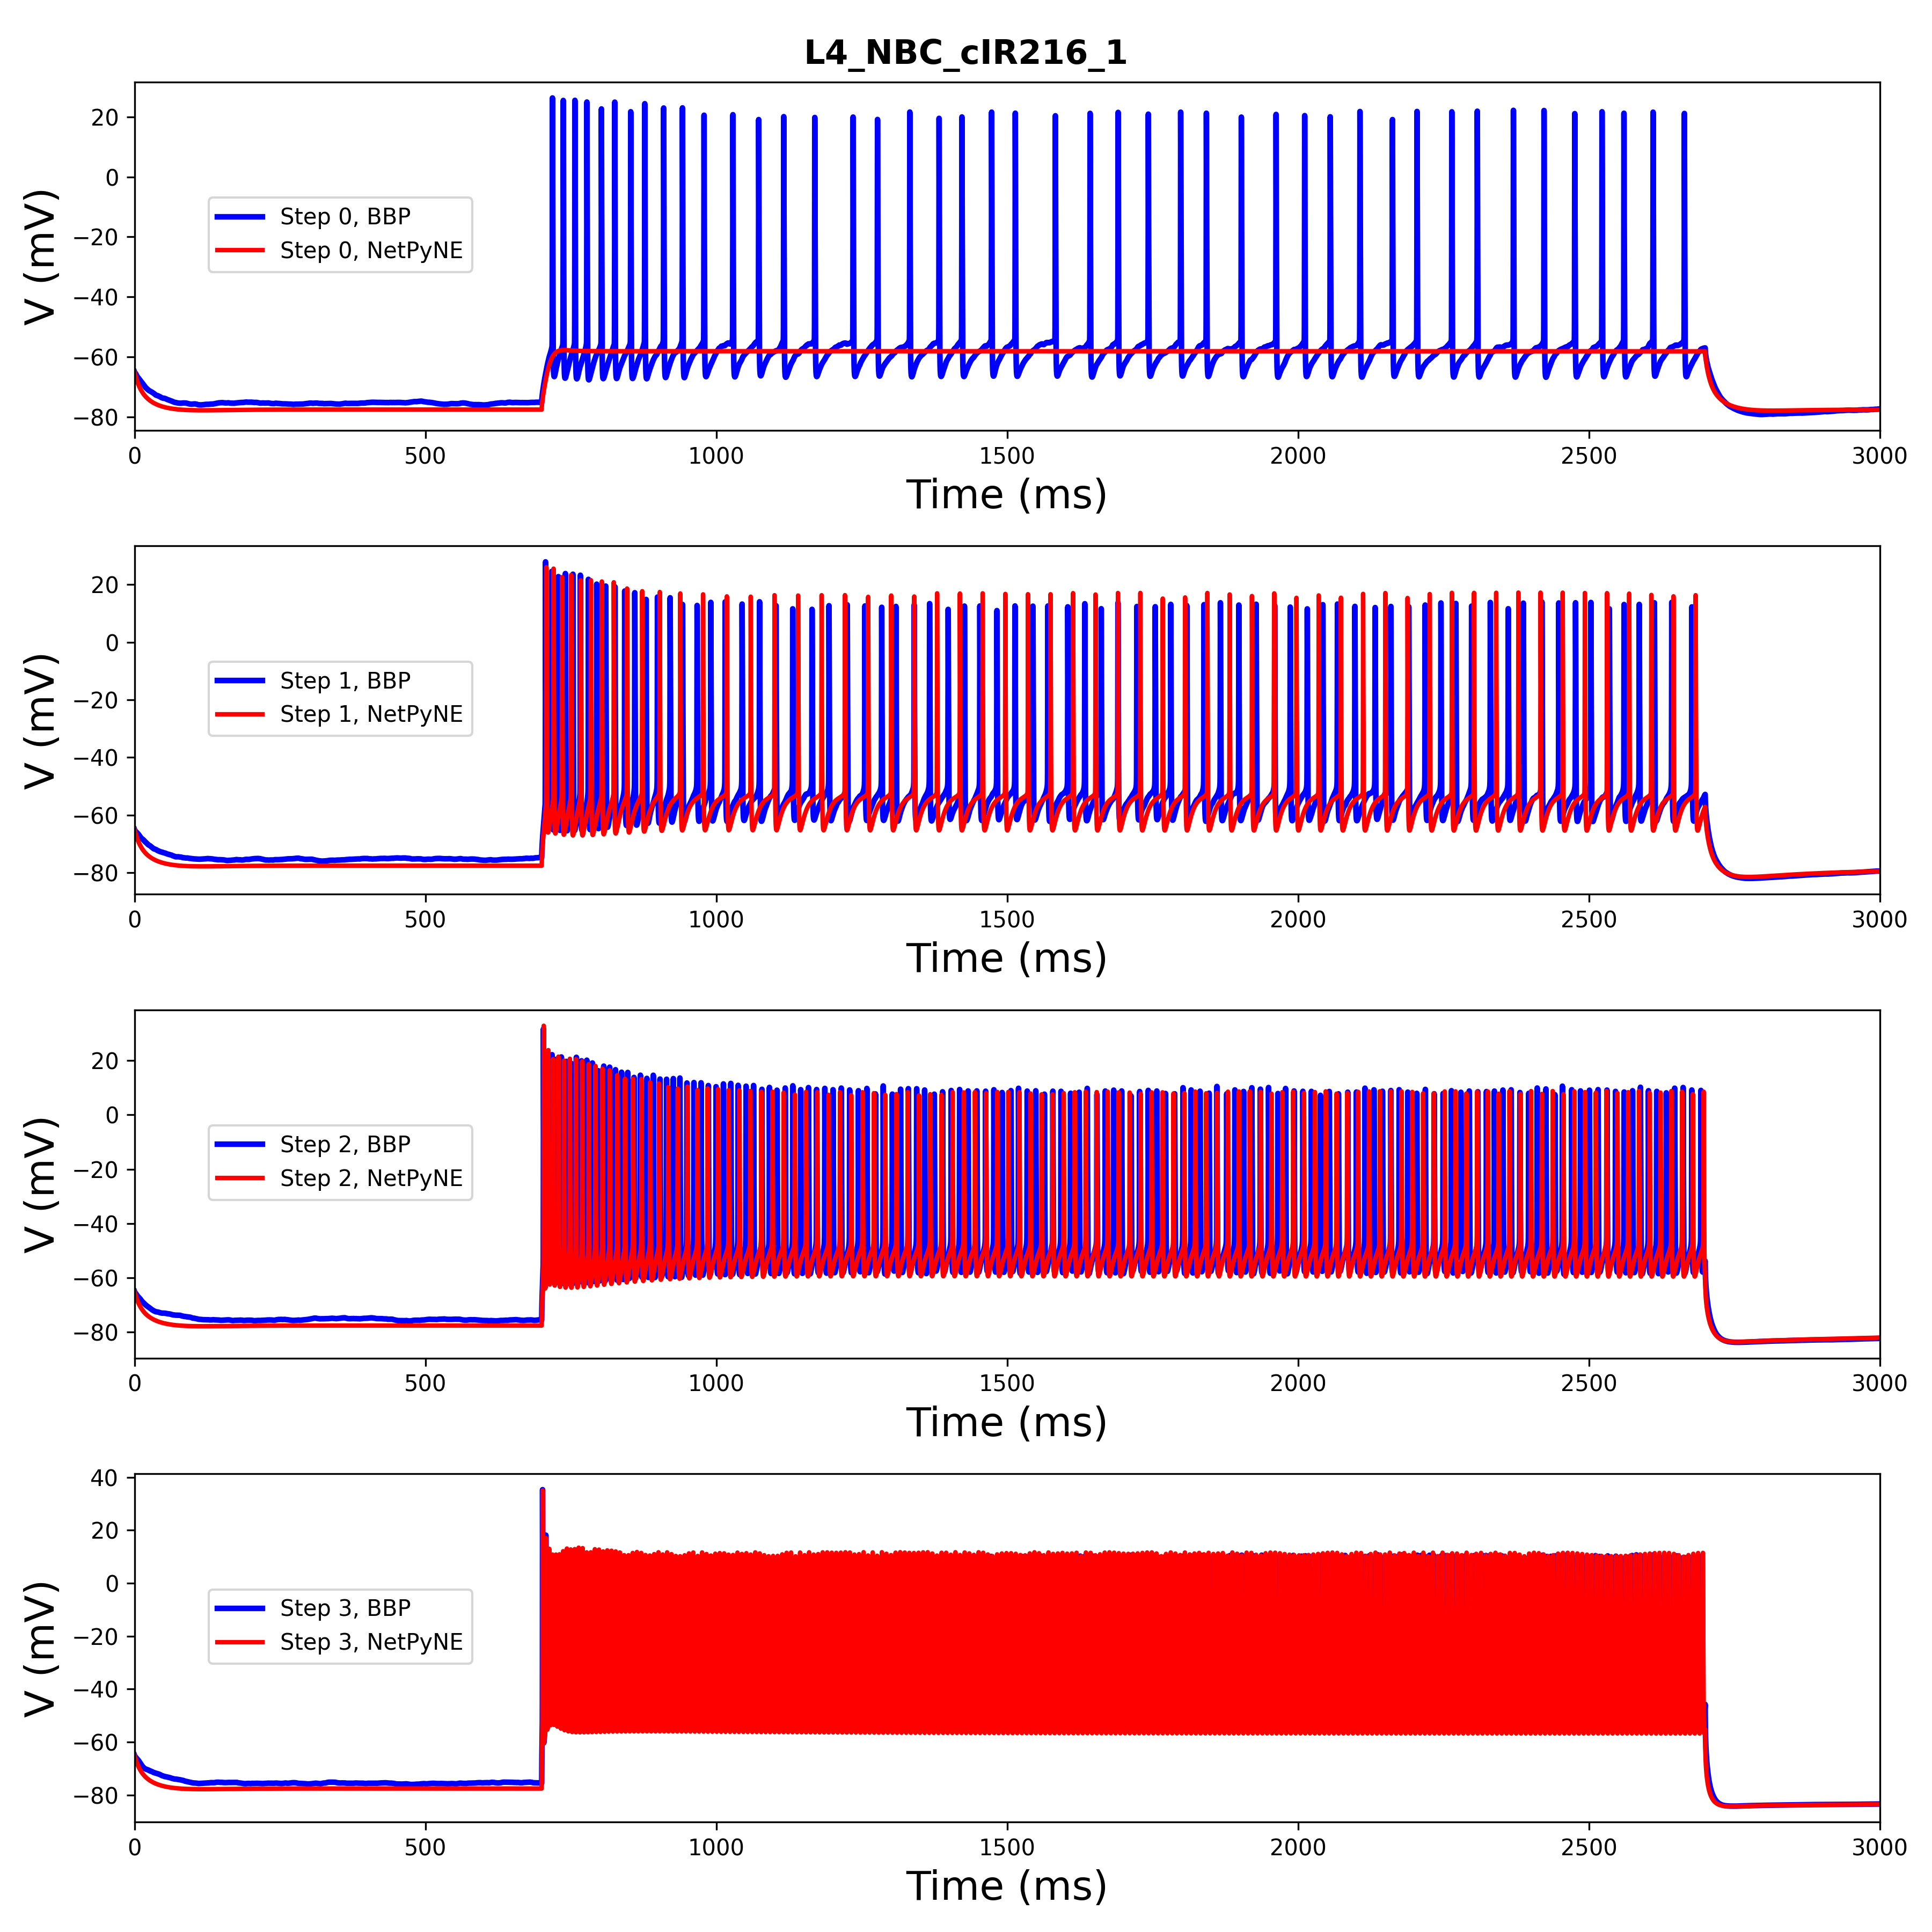 L4_NBC_cIR216_1
20
0
−20
−40
−60
−80
V (mV)
Step 0, BBP
Step 0, NetPyNE
0 500 1000 1500 2000 2500 3000
Time (ms)
20
0
−20
−40
−60
−80
V (mV)
Step 1, BBP
Step 1, NetPyNE
0 500 1000 1500 2000 2500 3000
Time (ms)
20
0
−20
−40
−60
−80
V (mV)
Step 2, BBP
Step 2, NetPyNE
0 500 1000 1500 2000 2500 3000
Time (ms)
40
20
0
−20
−40
−60
−80
V (mV)
Step 3, BBP
Step 3, NetPyNE
0 500 1000 1500 2000 2500 3000
Time (ms)